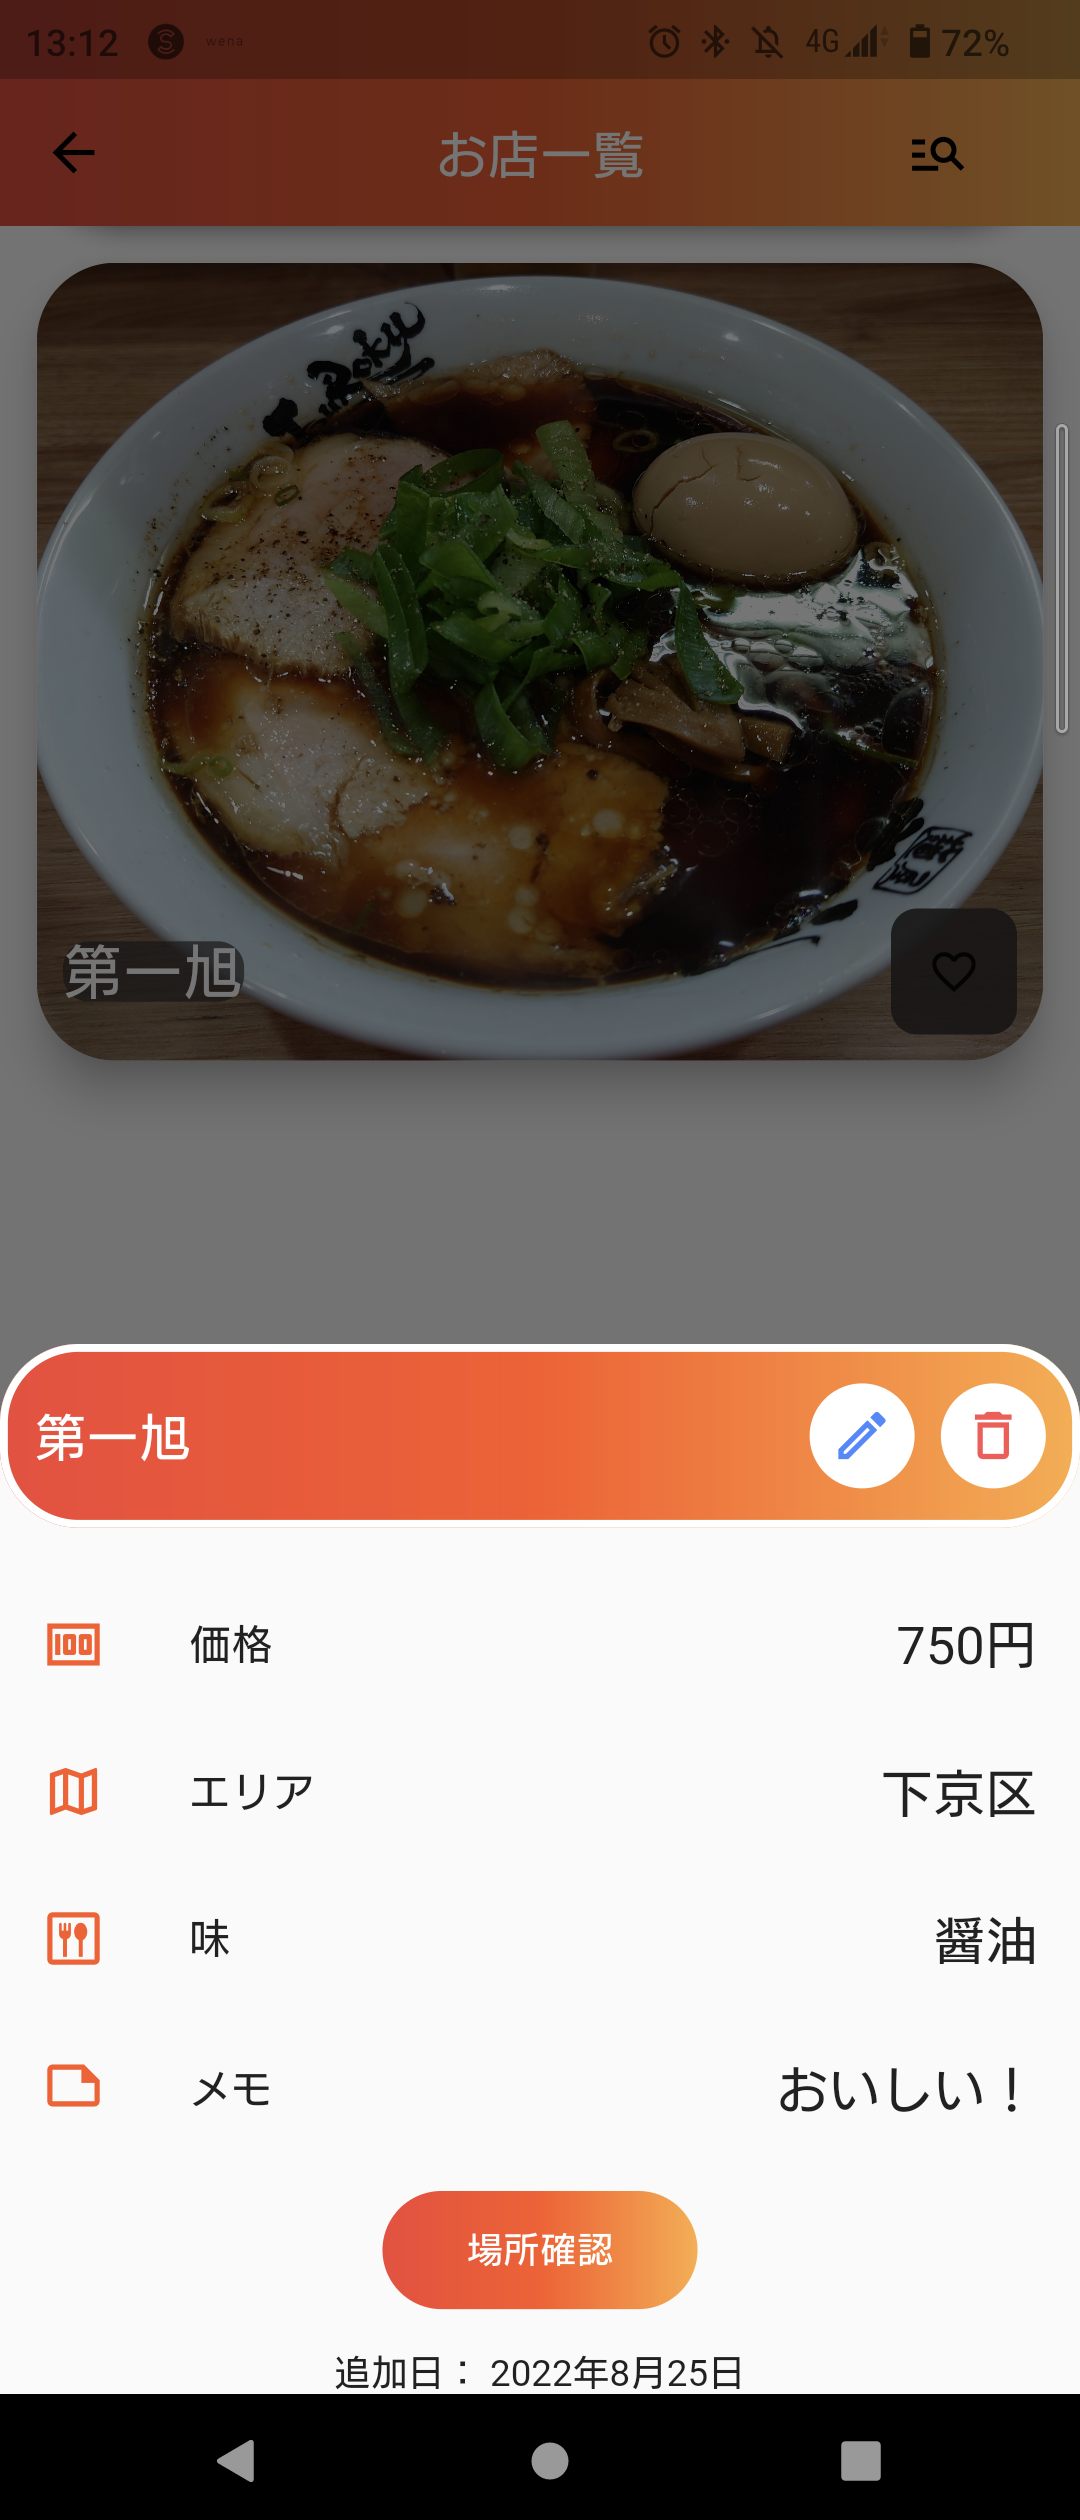 13:12
wena
4G
72%
お店一覧
第一旭
第一旭
価格
750円
エリア
下京区
味
醤油
メモ
おいしい！
場所確認
追加日： 2022年8月25日